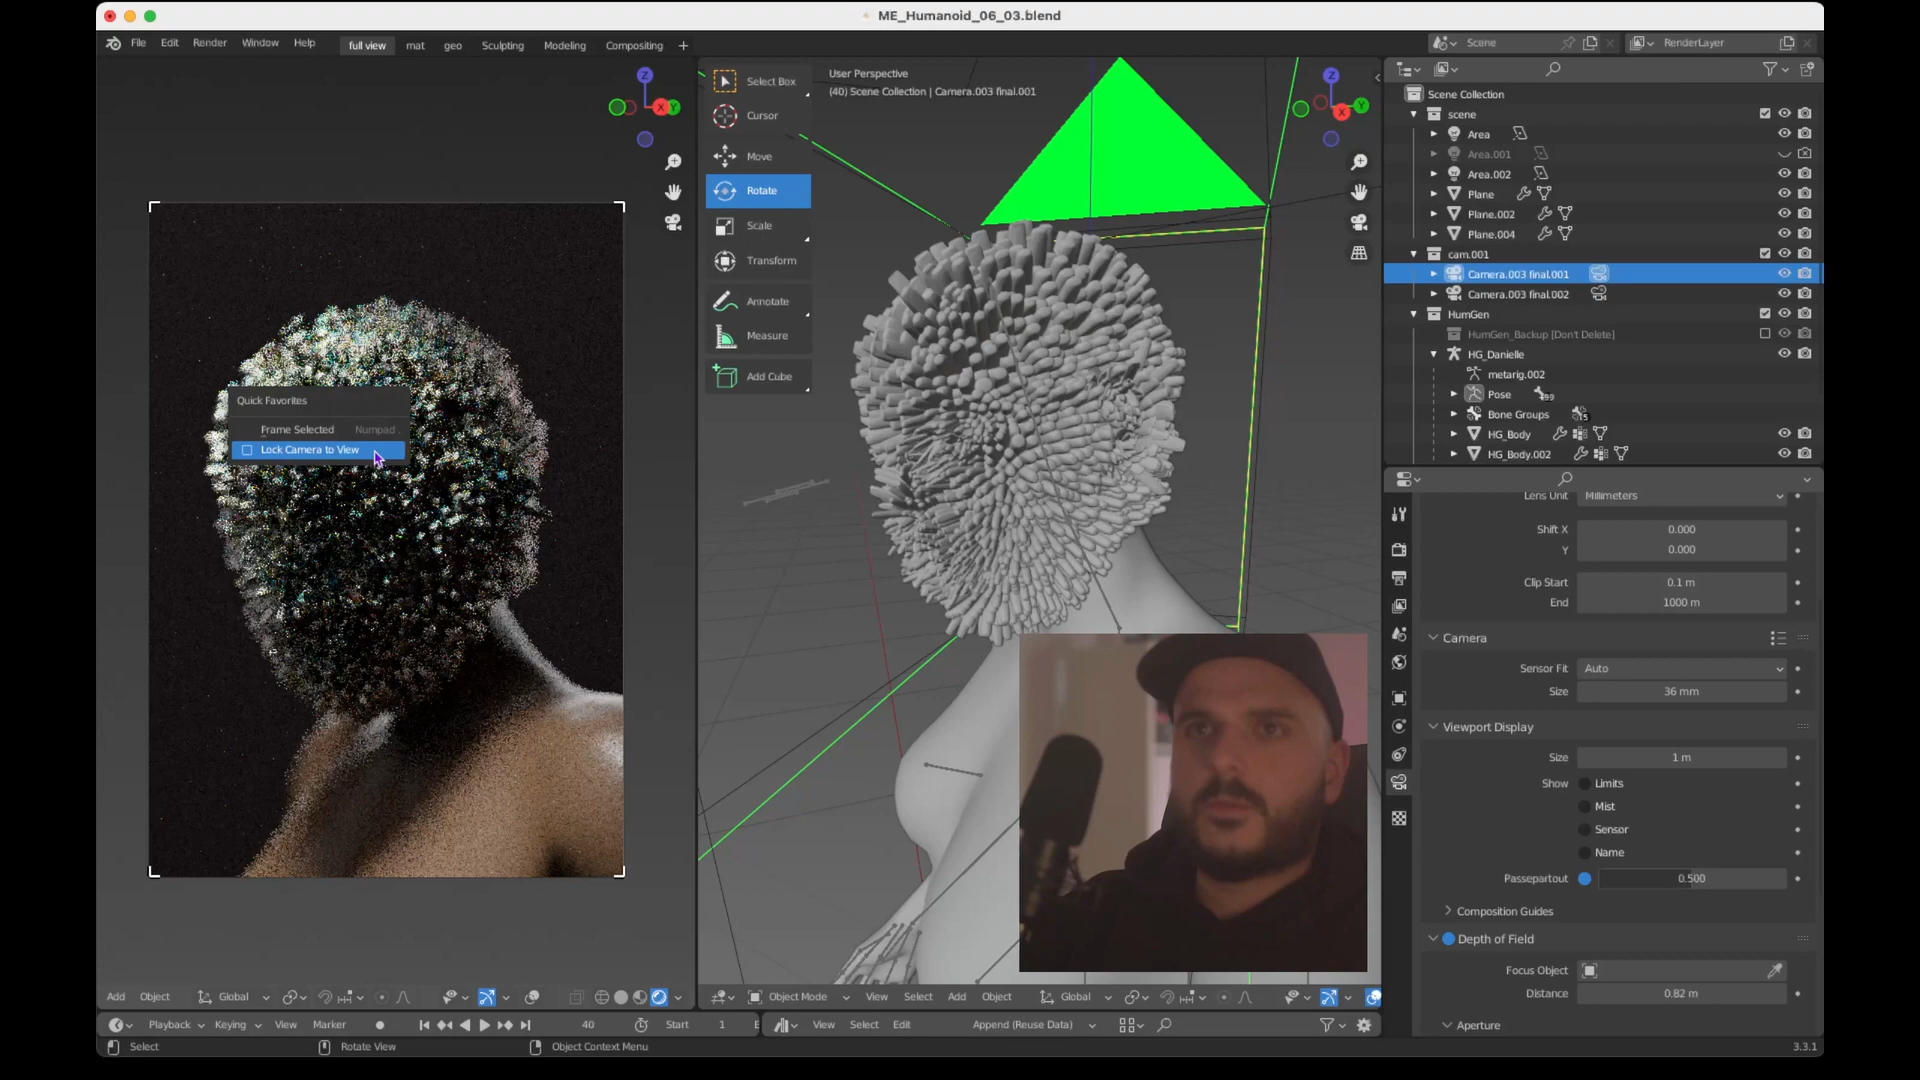 ME_Humanoid_06_03.blend
File Edit Render Window Help full view mat geo Sculpting Modeling Compositing +
Scene
RenderLayer
Z
X
Y
Quick Favorites
Frame Selected Numpad .
Lock Camera to View
Select Box
Cursor
Move
Rotate
Scale
Transform
Annotate
Measure
Add Cube
User Perspective
(40) Scene Collection | Camera.003 final.001
Z
X
Y
Scene Collection
scene
Area
Area.001
Area.002
Plane
Plane.002
Plane.004
cam.001
Camera.003 final.001
Camera.003 final.002
HumGen
HumGen_Backup [Don't Delete]
HG_Danielle
metarig.002
Pose
Bone Groups
HG_Body
HG_Body.002
Lens Unit Millimeters
Shift X 0.000
Y 0.000
Clip Start 0.1 m
End 1000 m
Camera
Sensor Fit Auto
Size 36 mm
Viewport Display
Size 1 m
Show Limits
Mist
Sensor
Name
Passepartout 0.500
Composition Guides
Depth of Field
Focus Object
Distance 0.82 m
Aperture
Add Object Global
Object Mode View Select Add Object Global
Playback Keying View Marker 40 Start 1 E
View Select Edit Append (Reuse Data)
Select Rotate View Object Context Menu
3.3.1